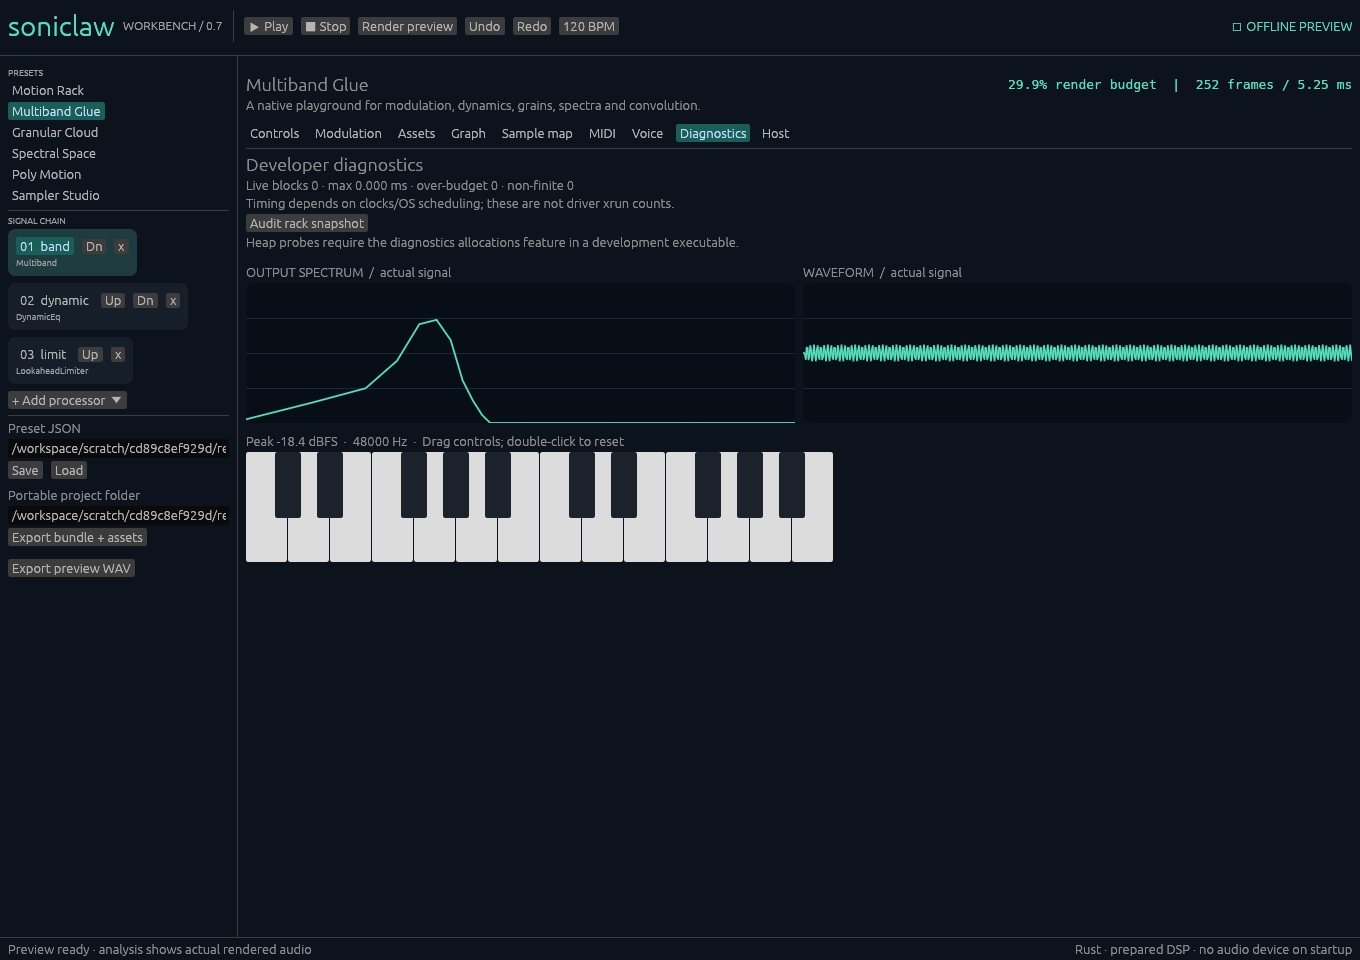 soniclaw WORKBENCH / 0.7 ▶ Play ■ Stop Render preview Undo Redo 120 BPM □ OFFLINE PREVIEW
PRESETS
Motion Rack
Multiband Glue
Granular Cloud
Spectral Space
Poly Motion
Sampler Studio
SIGNAL CHAIN
01 band Dn x
Multiband
02 dynamic Up Dn x
DynamicEq
03 limit Up x
LookaheadLimiter
+ Add processor ▼
Preset JSON
/workspace/scratch/cd89c8ef929d/re
Save Load
Portable project folder
/workspace/scratch/cd89c8ef929d/re
Export bundle + assets
Export preview WAV
Multiband Glue
29.9% render budget | 252 frames / 5.25 ms
A native playground for modulation, dynamics, grains, spectra and convolution.
Controls Modulation Assets Graph Sample map MIDI Voice Diagnostics Host
Developer diagnostics
Live blocks 0 · max 0.000 ms · over-budget 0 · non-finite 0
Timing depends on clocks/OS scheduling; these are not driver xrun counts.
Audit rack snapshot
Heap probes require the diagnostics allocations feature in a development executable.
OUTPUT SPECTRUM / actual signal
WAVEFORM / actual signal
Peak -18.4 dBFS · 48000 Hz · Drag controls; double-click to reset
Preview ready · analysis shows actual rendered audio
Rust · prepared DSP · no audio device on startup